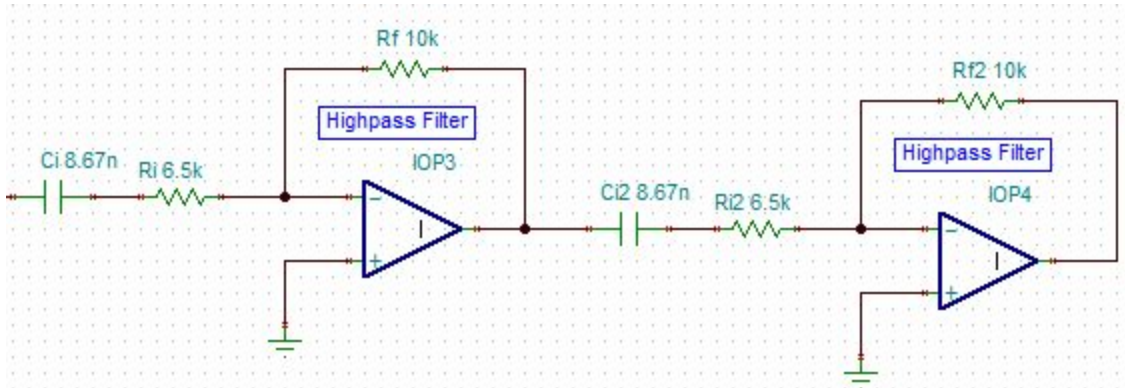 Rf 10k
Highpass Filter
IOP3
Ci 8.67n
Ri 6.5k
Rf2 10k
Highpass Filter
IOP4
Ci2 8.67n
Ri2 6.5k